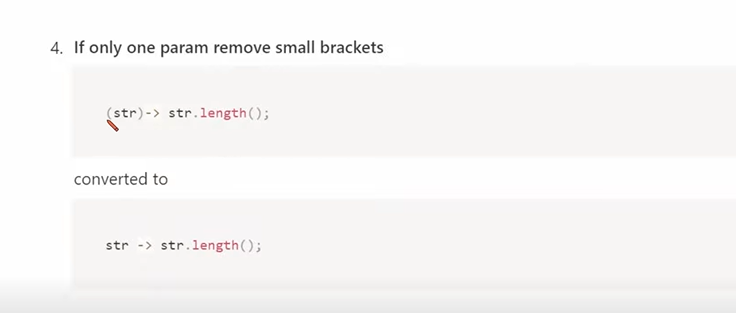 4. If only one param remove small brackets
(str)-> str.length();
converted to
str -> str.length();